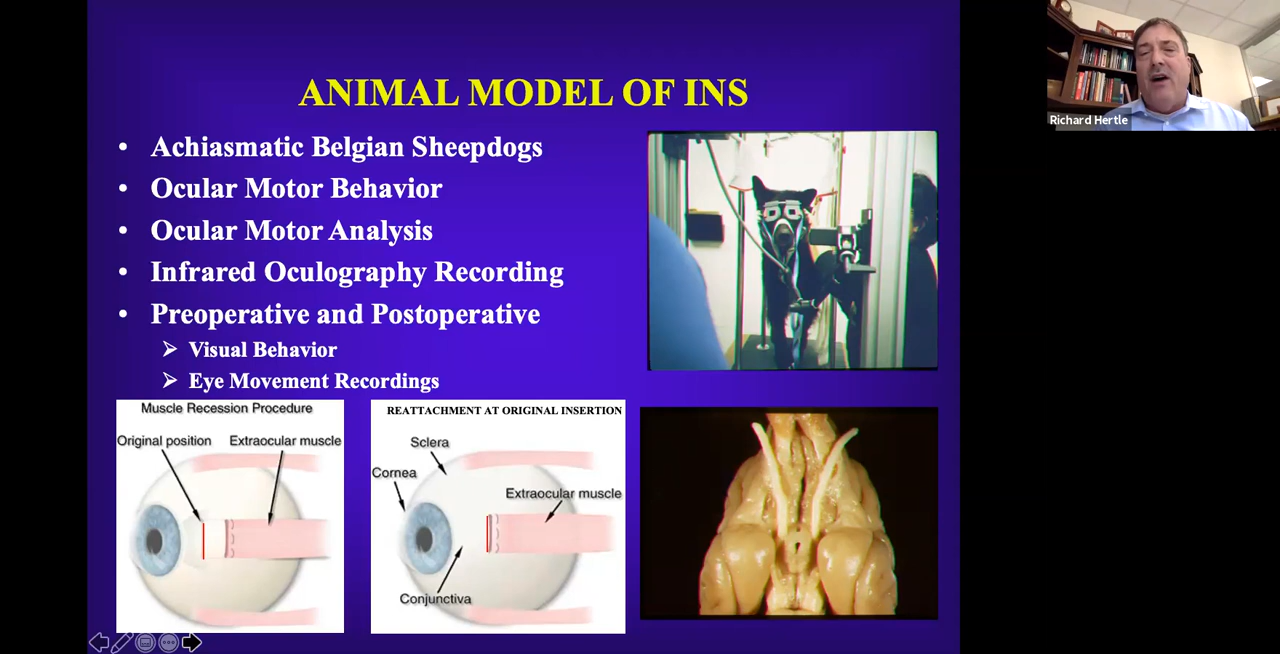 ANIMAL MODEL OF INS
Richard Hertle
• Achiasmatic Belgian Sheepdogs
• Ocular Motor Behavior
• Ocular Motor Analysis
• Infrared Oculography Recording
• Preoperative and Postoperative
➢ Visual Behavior
➢ Eye Movement Recordings
Muscle Recession Procedure
Original position
Extraocular muscle
REATTACHMENT AT ORIGINAL INSERTION
Sclera
Cornea
Extraocular muscle
Conjunctiva